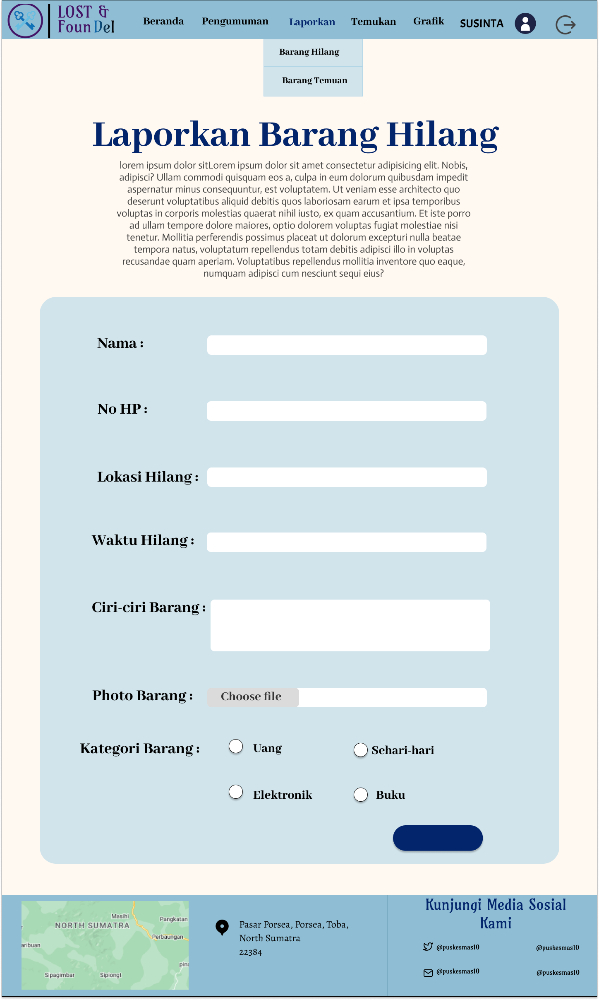 LOST &
FounDel
Beranda
Pengumuman
Laporkan
Temukan
Grafik
SUSINTA
Barang Hilang
Barang Temuan
Laporkan Barang Hilang
lorem ipsum dolor sitLorem ipsum dolor sit amet consectetur adipisicing elit. Nobis,
adipisci? Ullam commodi quisquam eos a, culpa in eum dolorum quibusdam impedit
aspernatur minus consequuntur, est voluptatem. Ut veniam esse architecto quo
deserunt voluptatibus aliquid debitis quos laboriosam earum et ipsa temporibus
voluptas in corporis molestias quaerat nihil iusto, ex quam accusantium. Et iste porro
ad ullam tempore dolore maiores, optio dolorem voluptas fugiat molestiae nisi
tenetur. Mollitia perferendis possimus placeat ut dolorum excepturi nulla beatae
tempora natus, voluptatum repellendus totam debitis adipisci illo in voluptas
recusandae quam aperiam. Voluptatibus repellendus mollitia inventore quo eaque,
numquam adipisci cum nesciunt sequi eius?
Nama :
No HP :
Lokasi Hilang :
Waktu Hilang :
Ciri-ciri Barang :
Photo Barang :
Choose file
Kategori Barang :
Uang
Sehari-hari
Elektronik
Buku
Masihi
NORTH SUMATRA
Pangkatan
Perbaungan
aribuan
pina
Sipagimbar
Sipiongt
Pasar Porsea, Porsea, Toba,
North Sumatra
22384
Kunjungi Media Sosial
Kami
@puskesmas10
@puskesmas10
@puskesmas10
@puskesmas10